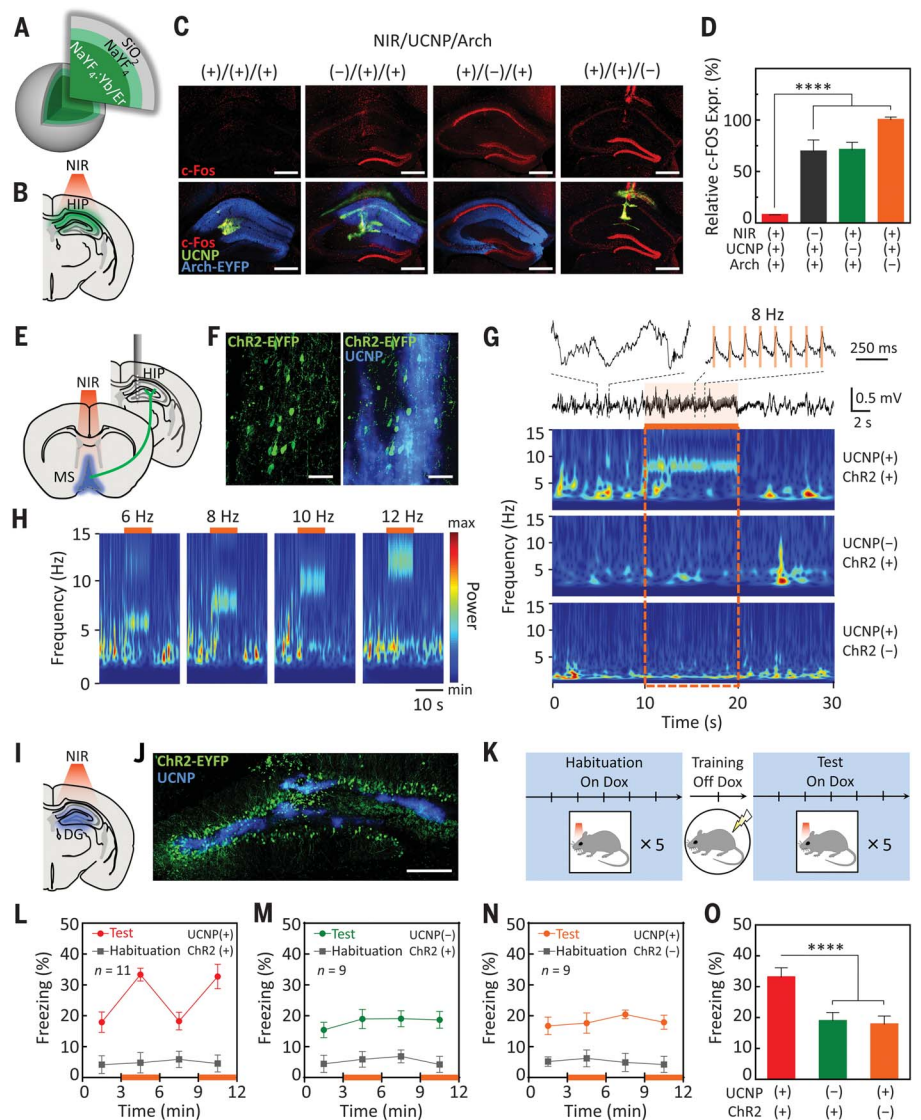 A
SiO2
NaYF4
NaYF4:Yb/Er
B
NIR
HIP
C
NIR/UCNP/Arch
(+)/(+)/(+)
(−)/(+)/(+)
(+)/(−)/(+)
(+)/(+)/(−)
c-Fos
c-Fos
UCNP
Arch-EYFP
D
Relative c-FOS Expr. (%)
****
100
50
0
NIR (+) (−) (+) (+)
UCNP (+) (+) (−) (+)
Arch (+) (+) (+) (−)
E
NIR
HIP
MS
F
ChR2-EYFP
ChR2-EYFP
UCNP
G
8 Hz
250 ms
0.5 mV
2 s
15
10
5
UCNP(+)
ChR2 (+)
15
10
5
UCNP(−)
ChR2 (+)
15
10
5
UCNP(+)
ChR2 (−)
Frequency (Hz)
0 10 20 30
Time (s)
H
6 Hz
8 Hz
10 Hz
12 Hz
Frequency (Hz)
15
10
5
0
max
Power
min
10 s
I
NIR
DG
J
ChR2-EYFP
UCNP
K
Habituation
On Dox
Training
Off Dox
Test
On Dox
×5
×5
L
Freezing (%)
50
40
30
20
10
0
Test UCNP(+)
Habituation ChR2 (+)
n = 11
0 3 6 9 12
Time (min)
M
Freezing (%)
50
40
30
20
10
0
Test UCNP(−)
Habituation ChR2 (+)
n = 9
0 3 6 9 12
Time (min)
N
Freezing (%)
50
40
30
20
10
0
Test UCNP(+)
Habituation ChR2 (−)
n = 9
0 3 6 9 12
Time (min)
O
Freezing (%)
50
40
30
20
10
0
****
UCNP (+) (−) (+)
ChR2 (+) (+) (−)